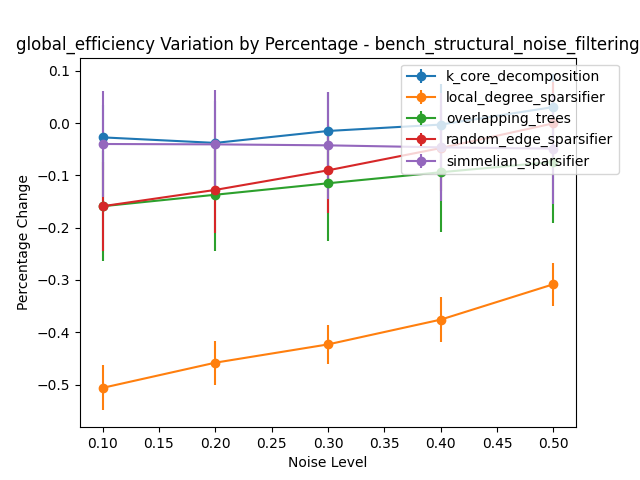 global_efficiency Variation by Percentage - bench_structural_noise_filtering
0.1
0.0
−0.1
−0.2
−0.3
−0.4
−0.5
Percentage Change
k_core_decomposition
local_degree_sparsifier
overlapping_trees
random_edge_sparsifier
simmelian_sparsifier
0.10 0.15 0.20 0.25 0.30 0.35 0.40 0.45 0.50
Noise Level